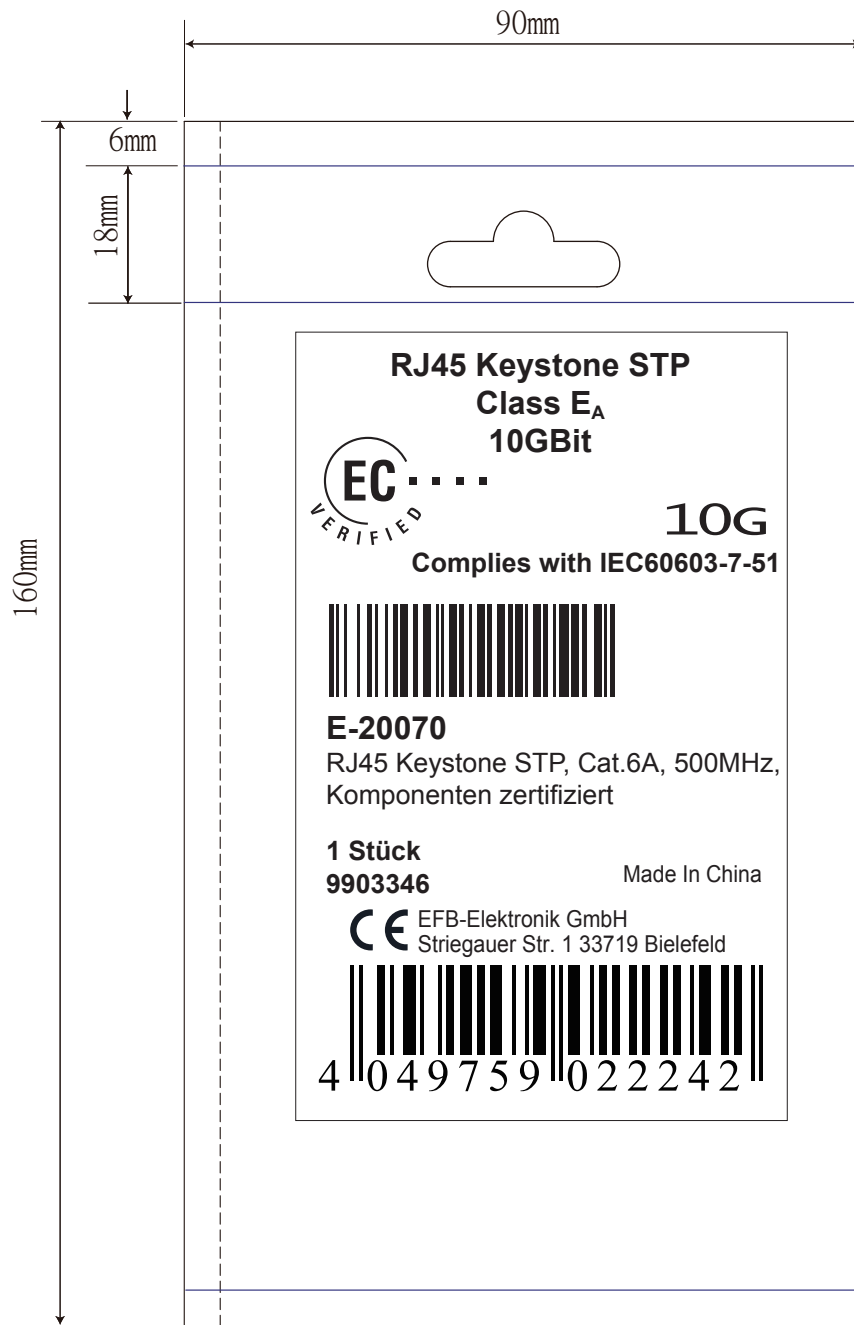 90mm
6mm
18mm
160mm
RJ45 Keystone STP
Class EA
10GBit
EC
VERIFIED
10G
Complies with IEC60603-7-51
E-20070
RJ45 Keystone STP, Cat.6A, 500MHz,
Komponenten zertifiziert
1 Stück
9903346
Made In China
CE
EFB-Elektronik GmbH
Striegauer Str. 1 33719 Bielefeld
4 049759 022242